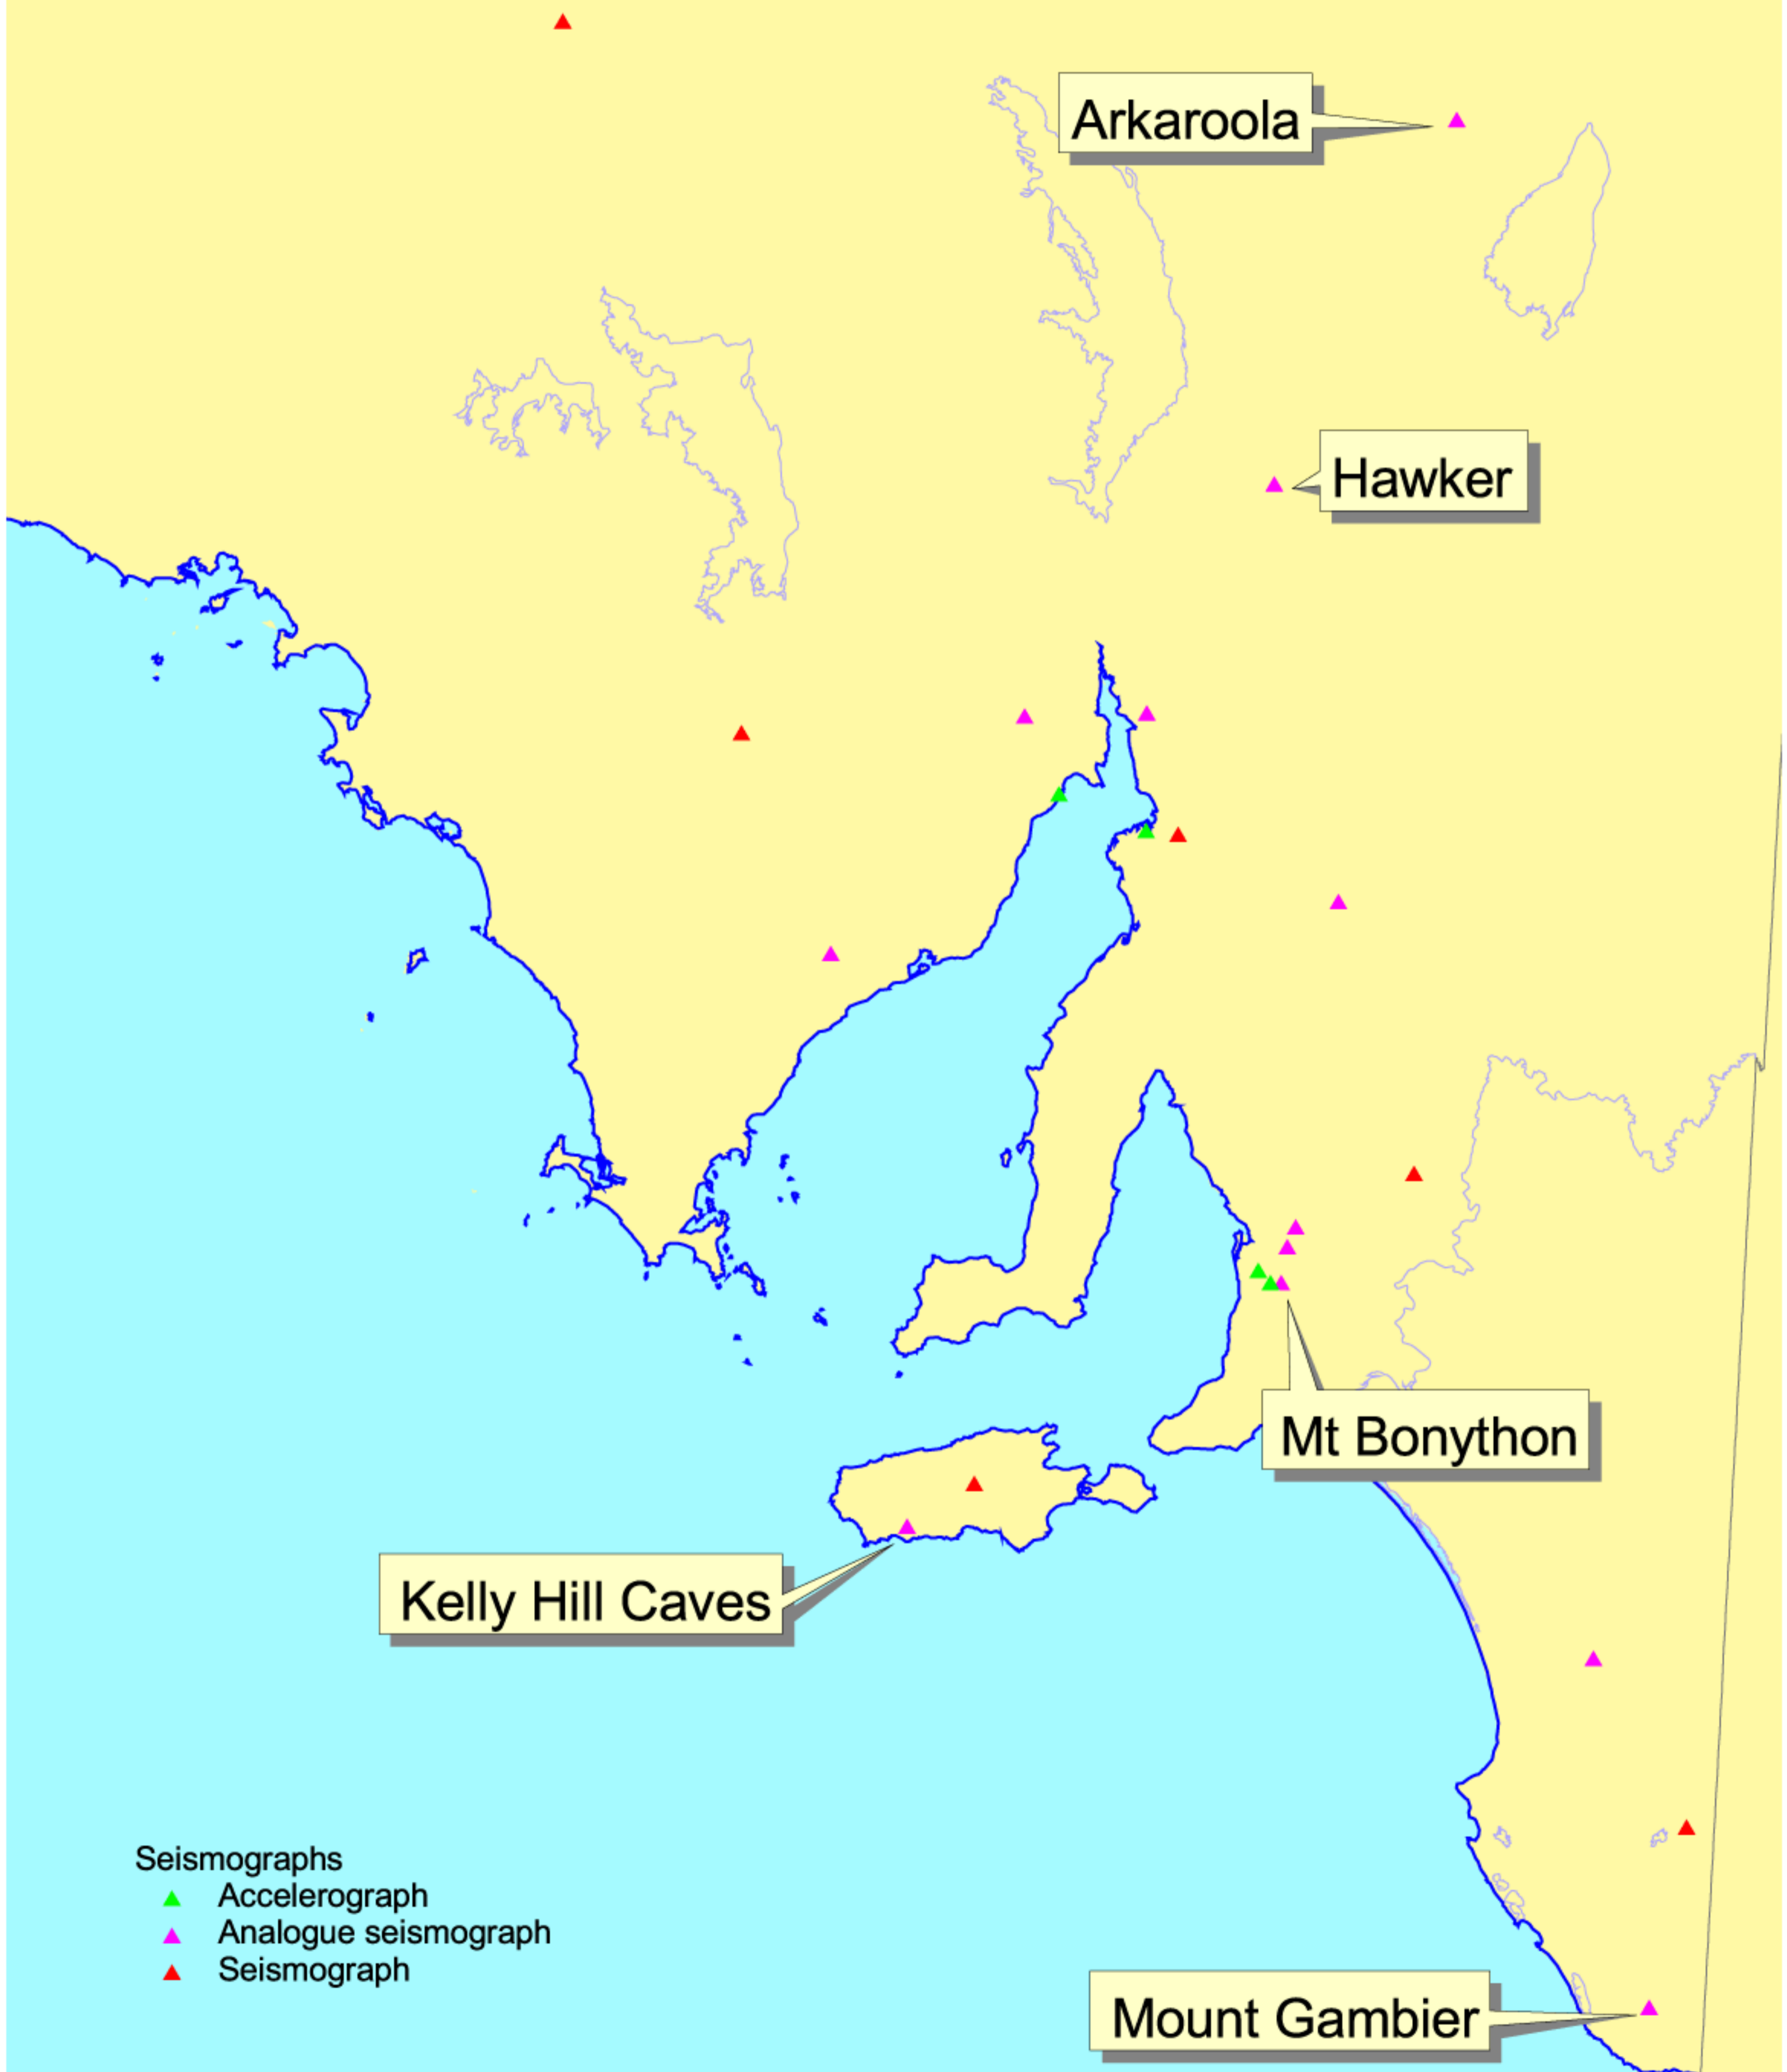 Arkaroola
Hawker
Mt Bonython
Kelly Hill Caves
Seismographs
Accelerograph
Analogue seismograph
Seismograph
Mount Gambier